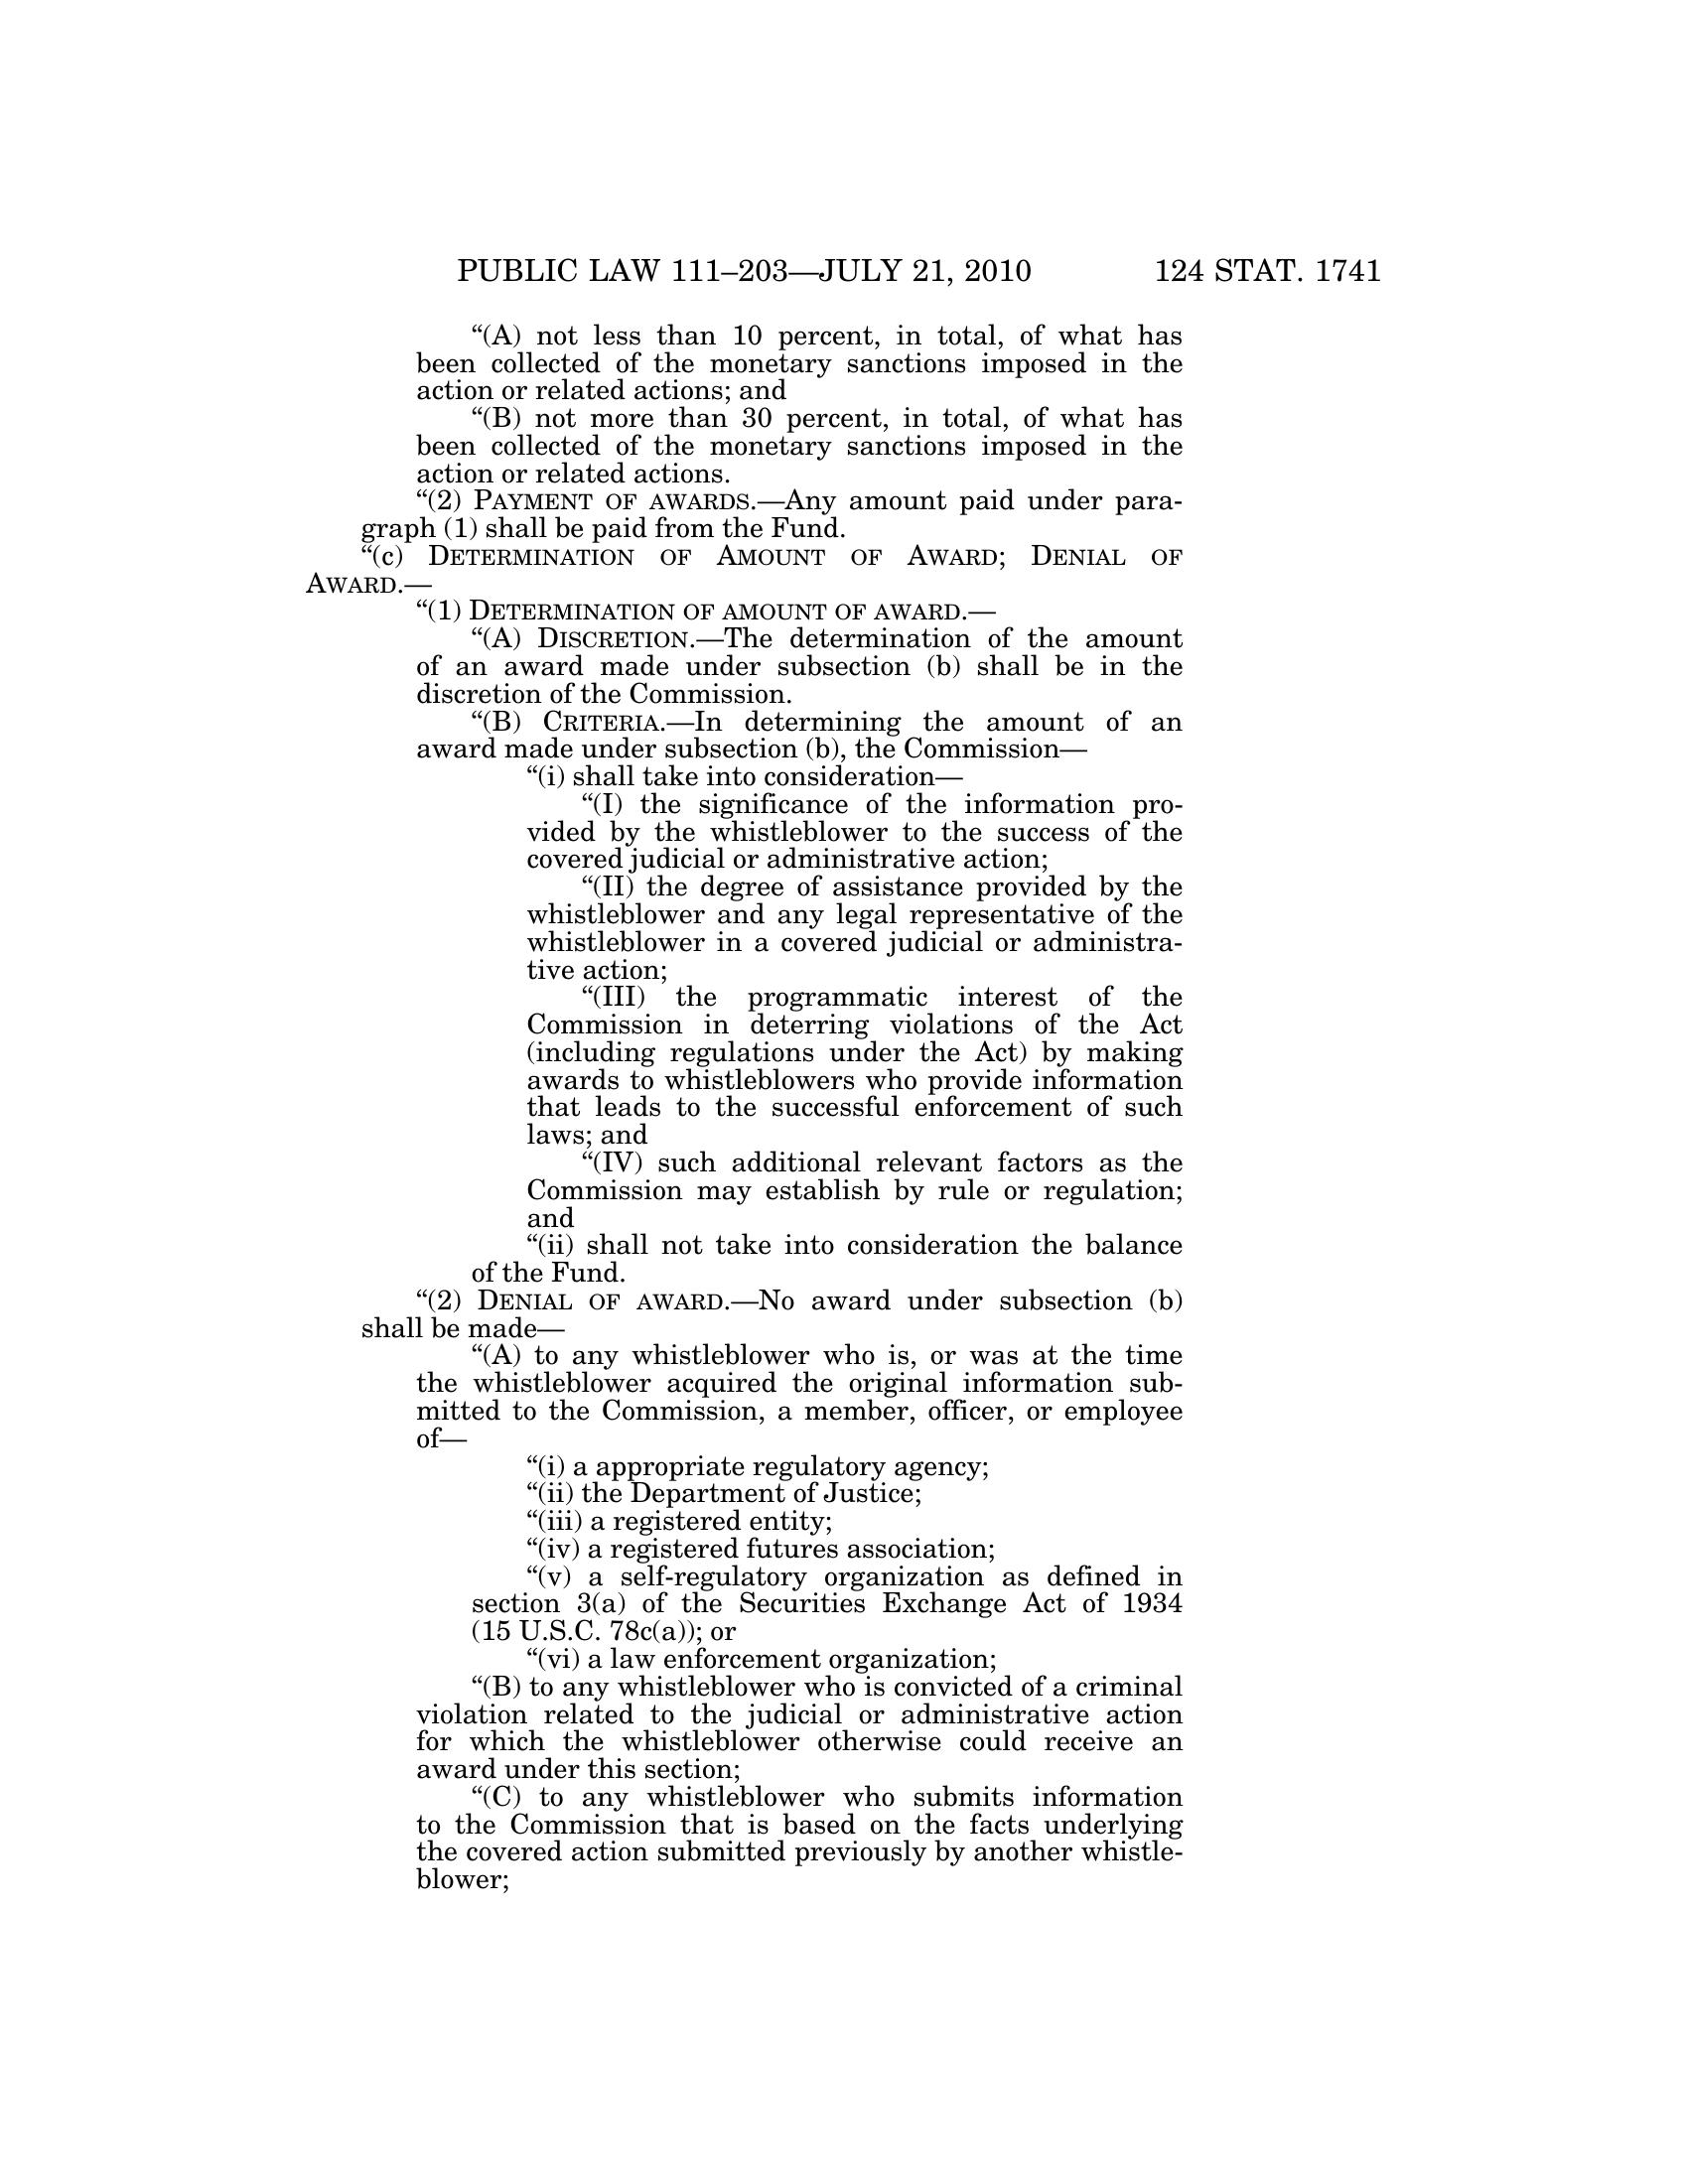 PUBLIC LAW 111–203—JULY 21, 2010 124 STAT. 1741
“(A) not less than 10 percent, in total, of what has
been collected of the monetary sanctions imposed in the
action or related actions; and
“(B) not more than 30 percent, in total, of what has
been collected of the monetary sanctions imposed in the
action or related actions.
“(2) PAYMENT OF AWARDS.—Any amount paid under para-
graph (1) shall be paid from the Fund.
“(c) DETERMINATION OF AMOUNT OF AWARD; DENIAL OF
AWARD.—
“(1) DETERMINATION OF AMOUNT OF AWARD.—
“(A) DISCRETION.—The determination of the amount
of an award made under subsection (b) shall be in the
discretion of the Commission.
“(B) CRITERIA.—In determining the amount of an
award made under subsection (b), the Commission—
“(i) shall take into consideration—
“(I) the significance of the information pro-
vided by the whistleblower to the success of the
covered judicial or administrative action;
“(II) the degree of assistance provided by the
whistleblower and any legal representative of the
whistleblower in a covered judicial or administra-
tive action;
“(III) the programmatic interest of the
Commission in deterring violations of the Act
(including regulations under the Act) by making
awards to whistleblowers who provide information
that leads to the successful enforcement of such
laws; and
“(IV) such additional relevant factors as the
Commission may establish by rule or regulation;
and
“(ii) shall not take into consideration the balance
of the Fund.
“(2) DENIAL OF AWARD.—No award under subsection (b)
shall be made—
“(A) to any whistleblower who is, or was at the time
the whistleblower acquired the original information sub-
mitted to the Commission, a member, officer, or employee
of—
“(i) a appropriate regulatory agency;
“(ii) the Department of Justice;
“(iii) a registered entity;
“(iv) a registered futures association;
“(v) a self-regulatory organization as defined in
section 3(a) of the Securities Exchange Act of 1934
(15 U.S.C. 78c(a)); or
“(vi) a law enforcement organization;
“(B) to any whistleblower who is convicted of a criminal
violation related to the judicial or administrative action
for which the whistleblower otherwise could receive an
award under this section;
“(C) to any whistleblower who submits information
to the Commission that is based on the facts underlying
the covered action submitted previously by another whistle-
blower;